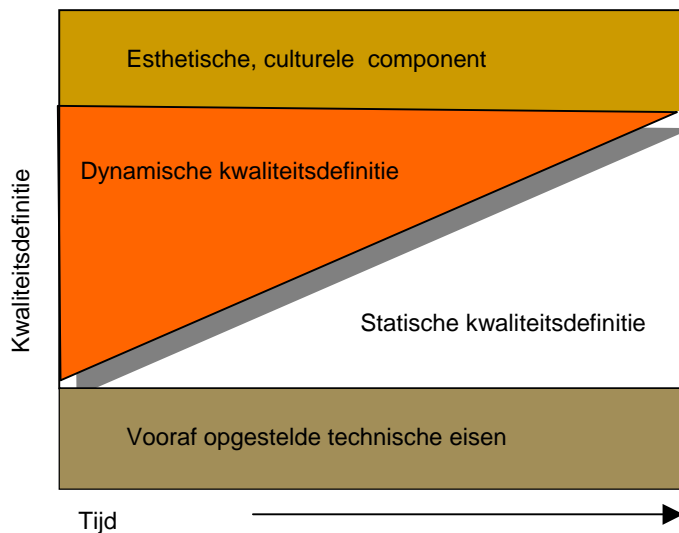 Esthetische, culturele component
Dynamische kwaliteitsdefinitie
Kwaliteitsdefinitie
Statische kwaliteitsdefinitie
Vooraf opgestelde technische eisen
Tijd